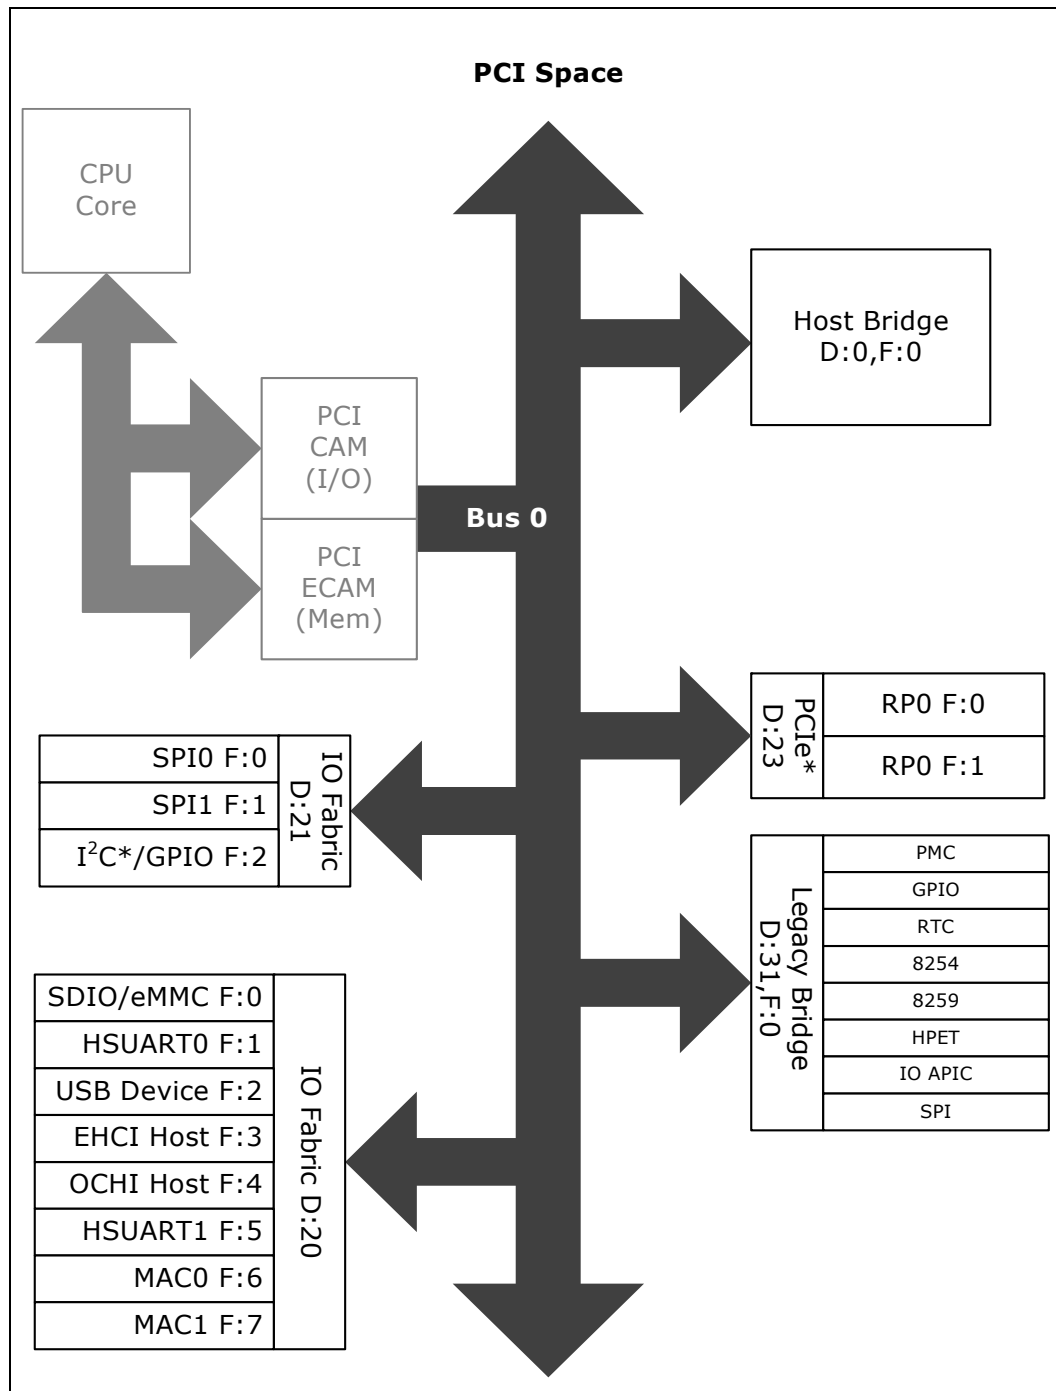 PCI Space
CPU
Core
Host Bridge
D:0,F:0
PCI
CAM
(I/O)
Bus 0
PCI
ECAM
(Mem)
PCIe*
D:23
RP0 F:0
RP0 F:1
SPI0 F:0
SPI1 F:1
I²C*/GPIO F:2
IO Fabric
D:21
Legacy Bridge
D:31,F:0
PMC
GPIO
RTC
8254
8259
HPET
IO APIC
SPI
SDIO/eMMC F:0
HSUART0 F:1
USB Device F:2
EHCI Host F:3
OCHI Host F:4
HSUART1 F:5
MAC0 F:6
MAC1 F:7
IO Fabric D:20